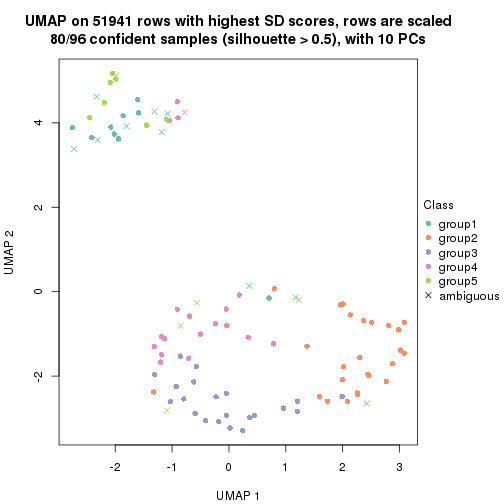 UMAP on 51941 rows with highest SD scores, rows are scaled
80/96 confident samples (silhouette > 0.5), with 10 PCs
4
2
0
-2
UMAP 2
-2
-1
0
1
2
3
UMAP 1
Class
group1
group2
group3
group4
group5
ambiguous